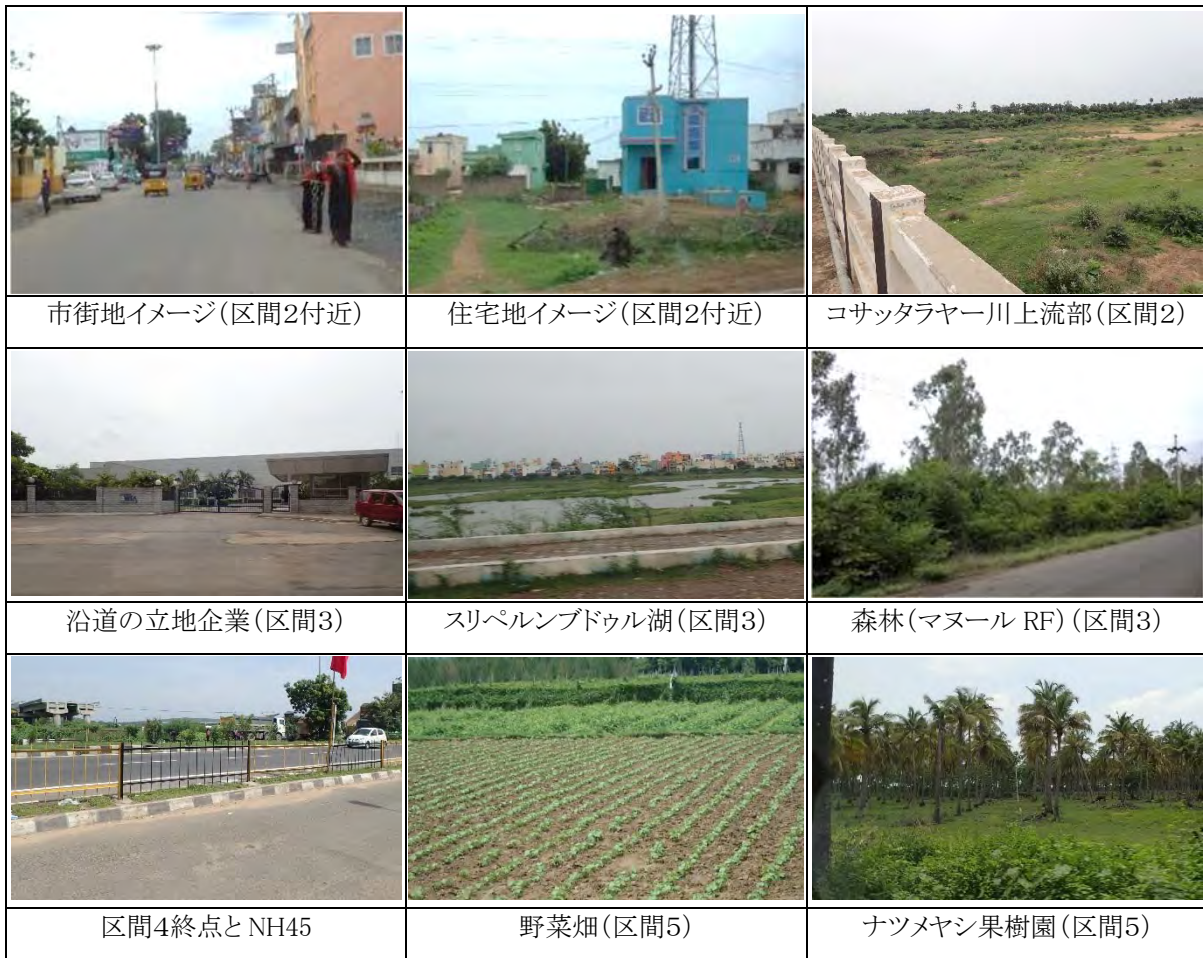 市街地イメージ(区間2付近)
住宅地イメージ(区間2付近)
コサッタラヤー川上流部(区間2)
沿道の立地企業(区間3)
スリペルンブドゥル湖(区間3)
森林(マヌール RF)(区間3)
区間4終点と NH45
野菜畑(区間5)
ナツメヤシ果樹園(区間5)